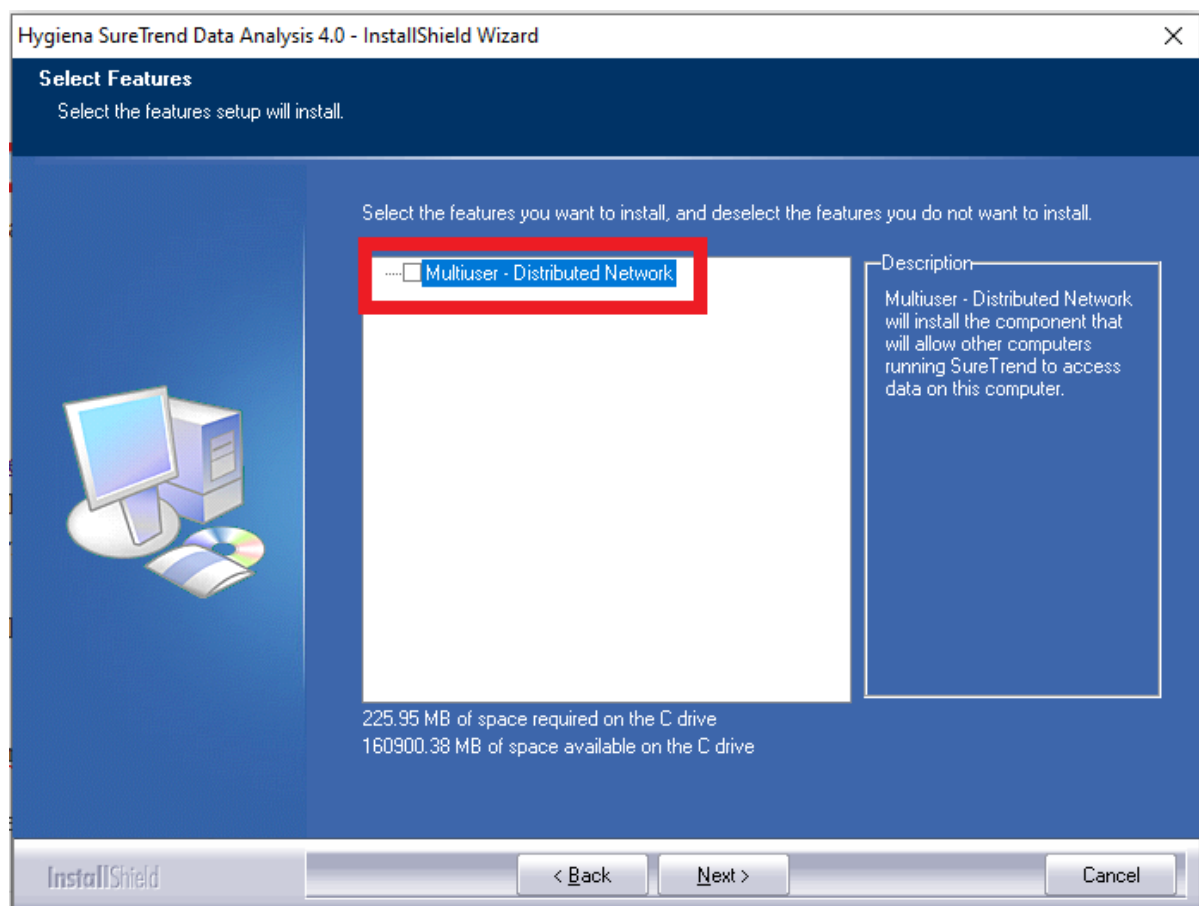 Hygiena SureTrend Data Analysis 4.0 - InstallShield Wizard
Select Features
Select the features setup will install.
Select the features you want to install, and deselect the features you do not want to install.
Multiuser - Distributed Network
Description
Multiuser - Distributed Network
will install the component that
will allow other computers
running SureTrend to access
data on this computer.
225.95 MB of space required on the C drive
160900.38 MB of space available on the C drive
InstallShield
< Back
Next >
Cancel